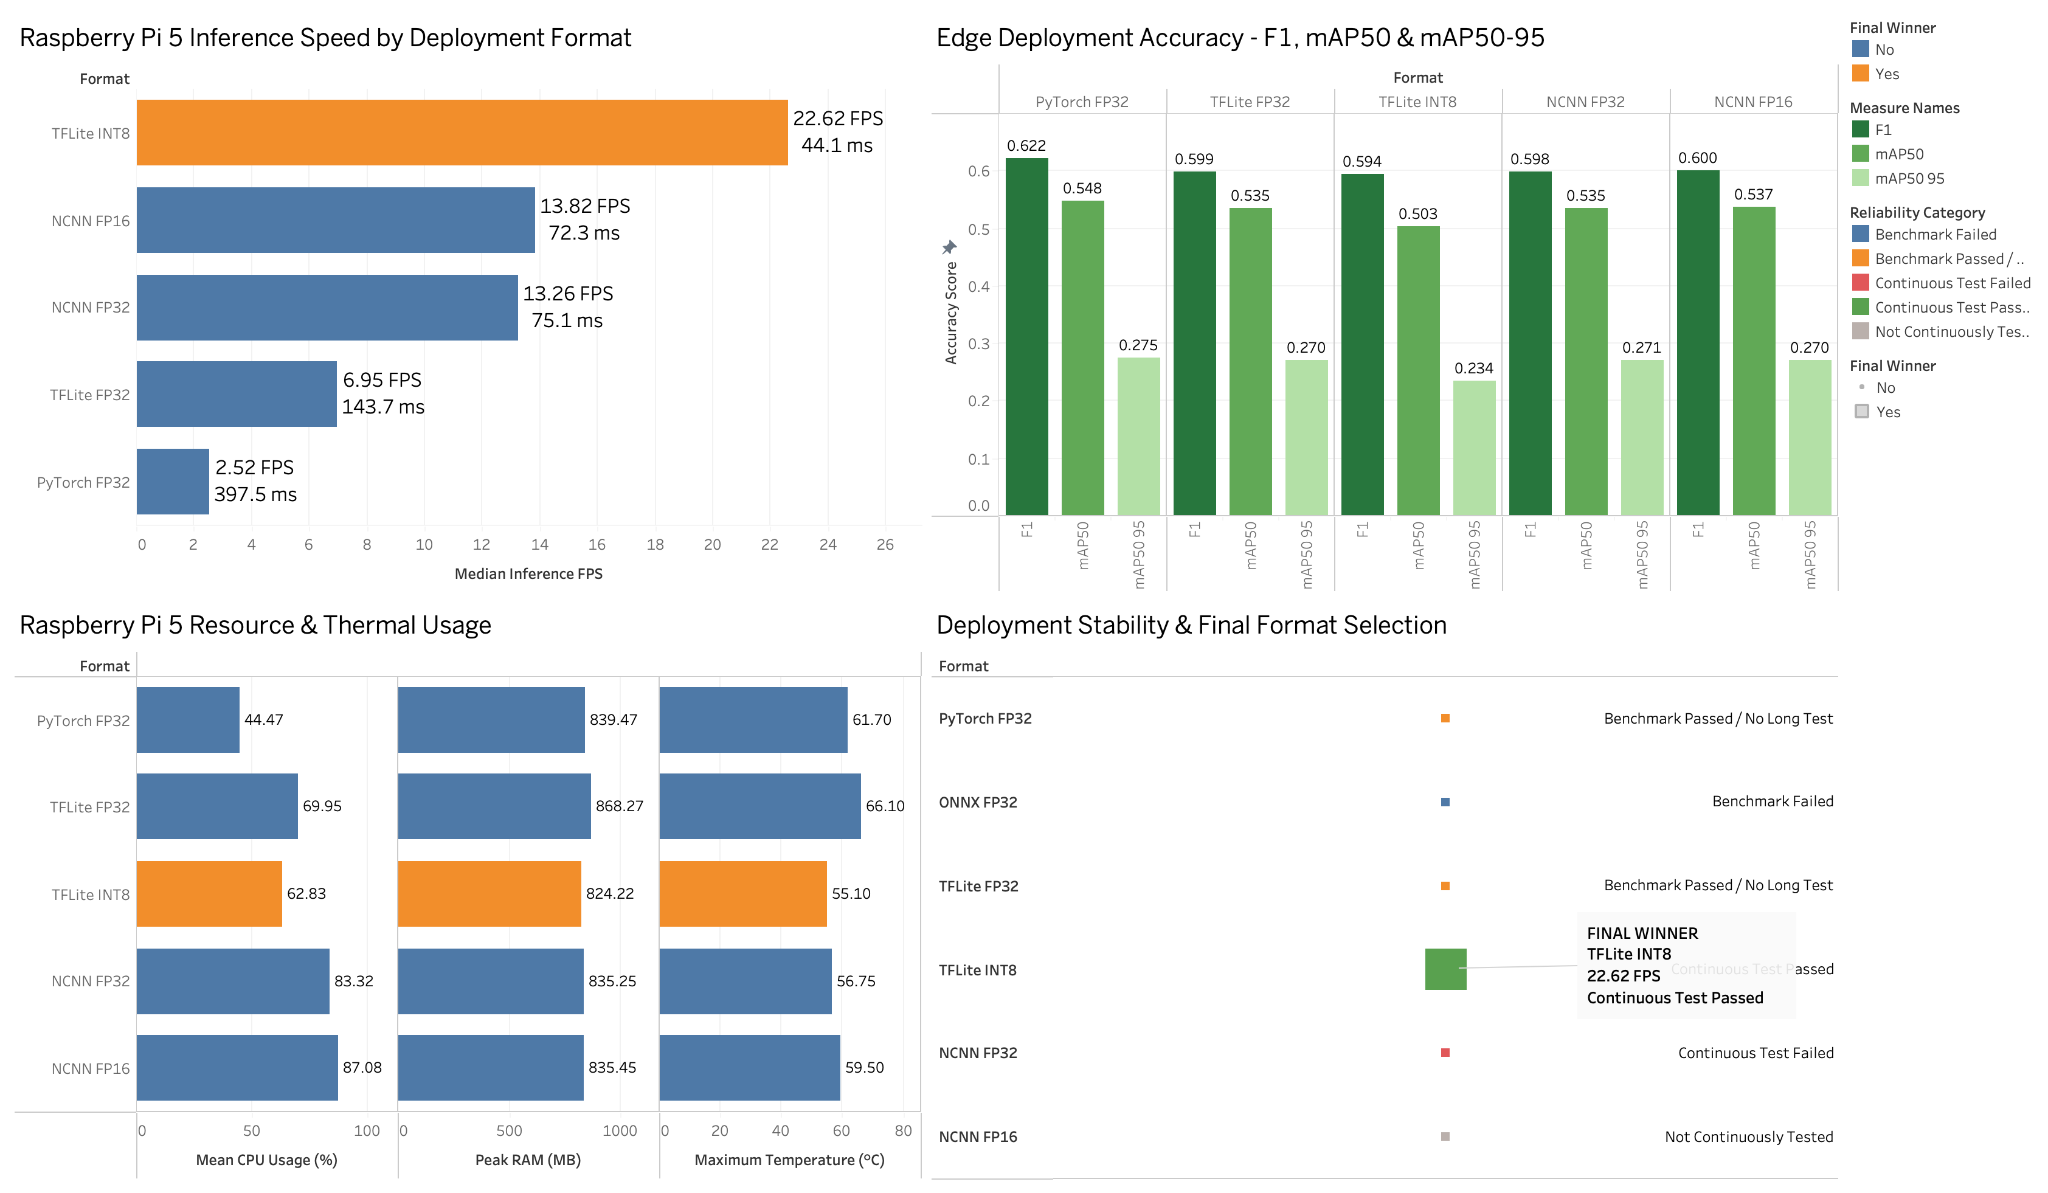 Raspberry Pi 5 Inference Speed by Deployment Format
Format
TFLite INT8
22.62 FPS
44.1 ms
NCNN FP16
13.82 FPS
72.3 ms
NCNN FP32
13.26 FPS
75.1 ms
TFLite FP32
6.95 FPS
143.7 ms
PyTorch FP32
2.52 FPS
397.5 ms
0 2 4 6 8 10 12 14 16 18 20 22 24 26
Median Inference FPS
Edge Deployment Accuracy - F1, mAP50 & mAP50-95
Format
PyTorch FP32 TFLite FP32 TFLite INT8 NCNN FP32 NCNN FP16
Accuracy Score
0.6
0.5
0.4
0.3
0.2
0.1
0.0
0.622 0.548 0.275
0.599 0.535 0.270
0.594 0.503 0.234
0.598 0.535 0.271
0.600 0.537 0.270
F1 mAP50 mAP50 95 F1 mAP50 mAP50 95 F1 mAP50 mAP50 95 F1 mAP50 mAP50 95 F1 mAP50 mAP50 95
Final Winner
No
Yes
Measure Names
F1
mAP50
mAP50 95
Reliability Category
Benchmark Failed
Benchmark Passed / ..
Continuous Test Failed
Continuous Test Pass..
Not Continuously Tes..
Final Winner
No
Yes
Raspberry Pi 5 Resource & Thermal Usage
Format
PyTorch FP32 44.47 839.47 61.70
TFLite FP32 69.95 868.27 66.10
TFLite INT8 62.83 824.22 55.10
NCNN FP32 83.32 835.25 56.75
NCNN FP16 87.08 835.45 59.50
0 50 100 0 500 1000 0 20 40 60 80
Mean CPU Usage (%) Peak RAM (MB) Maximum Temperature (ºC)
Deployment Stability & Final Format Selection
Format
PyTorch FP32 Benchmark Passed / No Long Test
ONNX FP32 Benchmark Failed
TFLite FP32 Benchmark Passed / No Long Test
TFLite INT8 Continuous Test Passed
FINAL WINNER
TFLite INT8
22.62 FPS
Continuous Test Passed
NCNN FP32 Continuous Test Failed
NCNN FP16 Not Continuously Tested